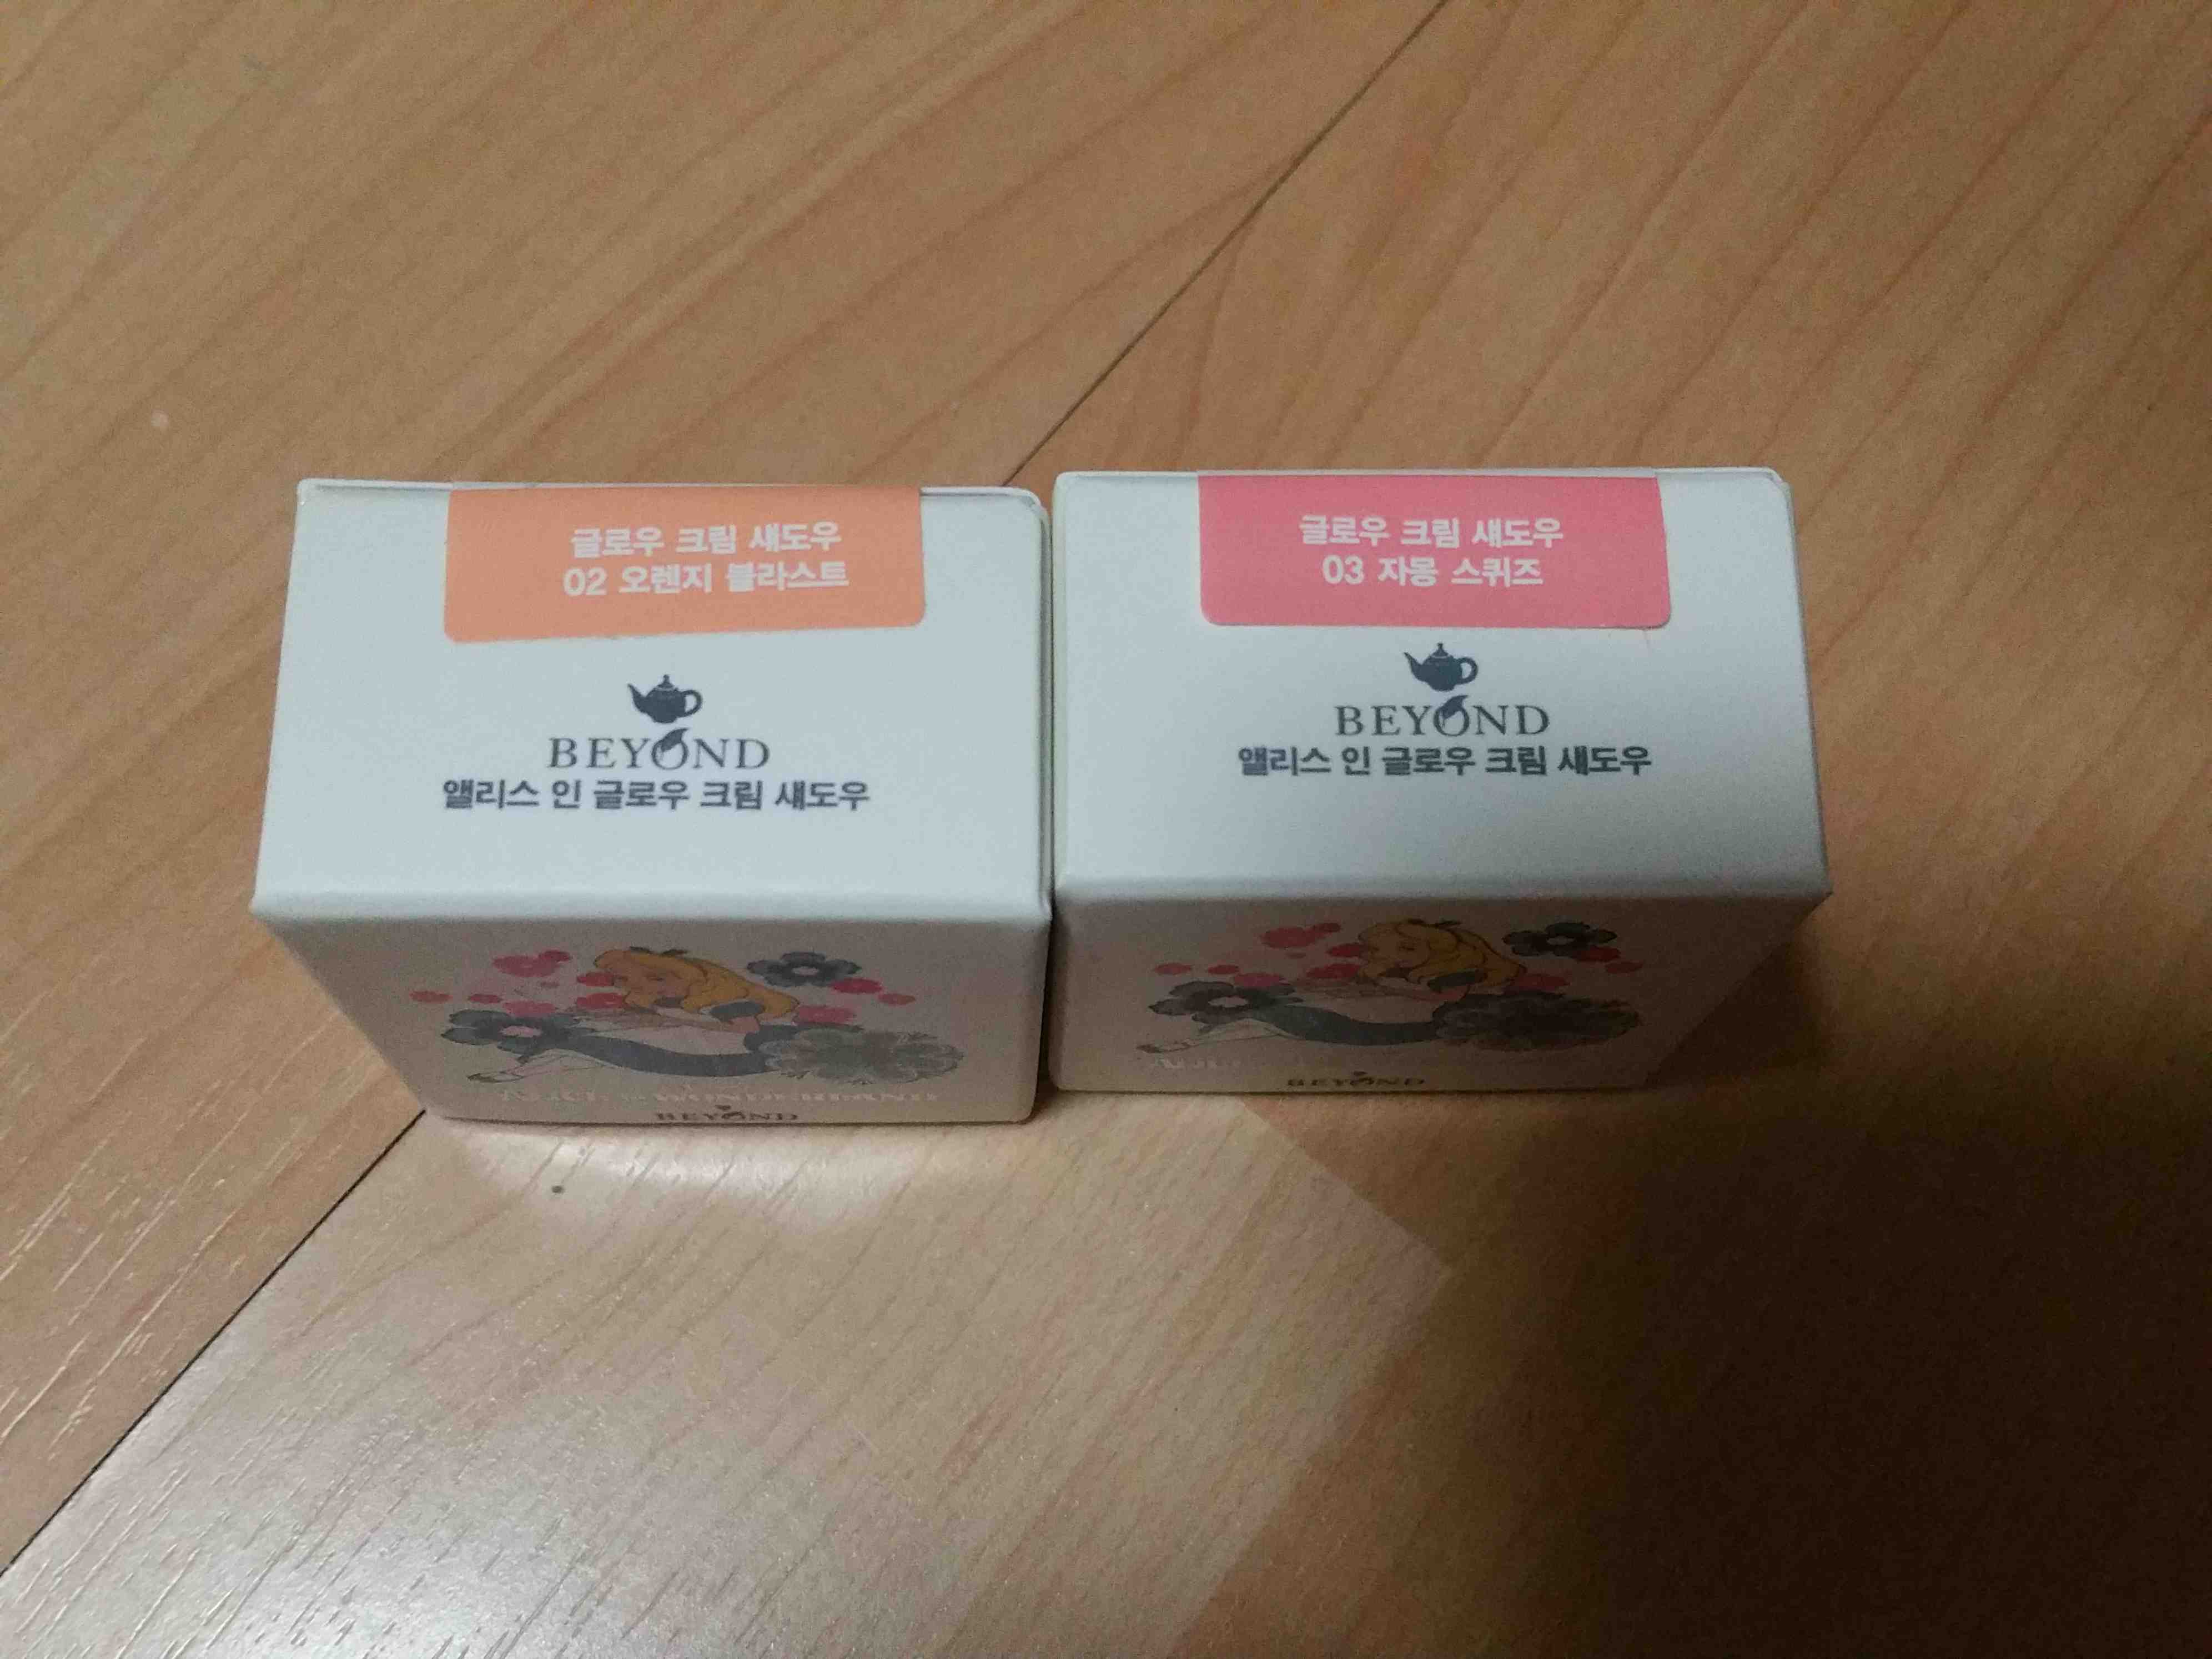 글로우 크림 섀도우
02 오렌지 블라스트
BEYOND
앨리스 인 글로우 크림 섀도우
ALICE IN WONDERLAND
BEYOND
글로우 크림 섀도우
03 자몽 스퀴즈
BEYOND
앨리스 인 글로우 크림 섀도우
BEYOND